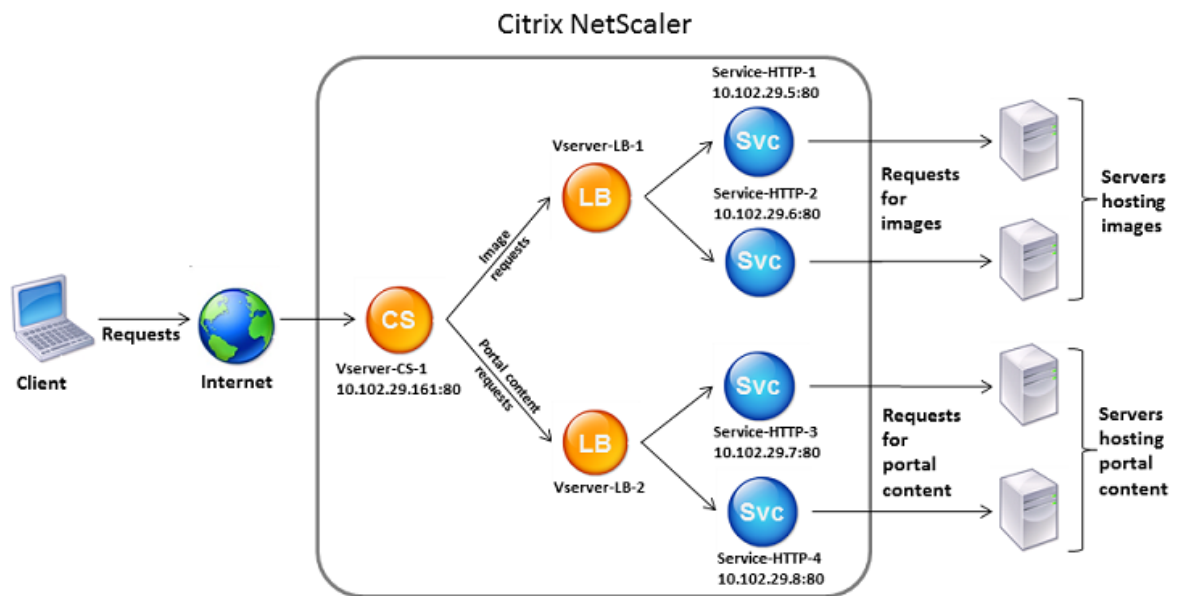 Citrix NetScaler
Service-HTTP-1
10.102.29.5:80
Svc
Vserver-LB-1
LB
Service-HTTP-2
10.102.29.6:80
Svc
Requests
for
images
Servers
hosting
images
Image
requests
Client
Requests
Internet
CS
Vserver-CS-1
10.102.29.161:80
Portal content
requests
LB
Vserver-LB-2
Svc
Service-HTTP-3
10.102.29.7:80
Svc
Service-HTTP-4
10.102.29.8:80
Requests
for
portal
content
Servers
hosting
portal
content